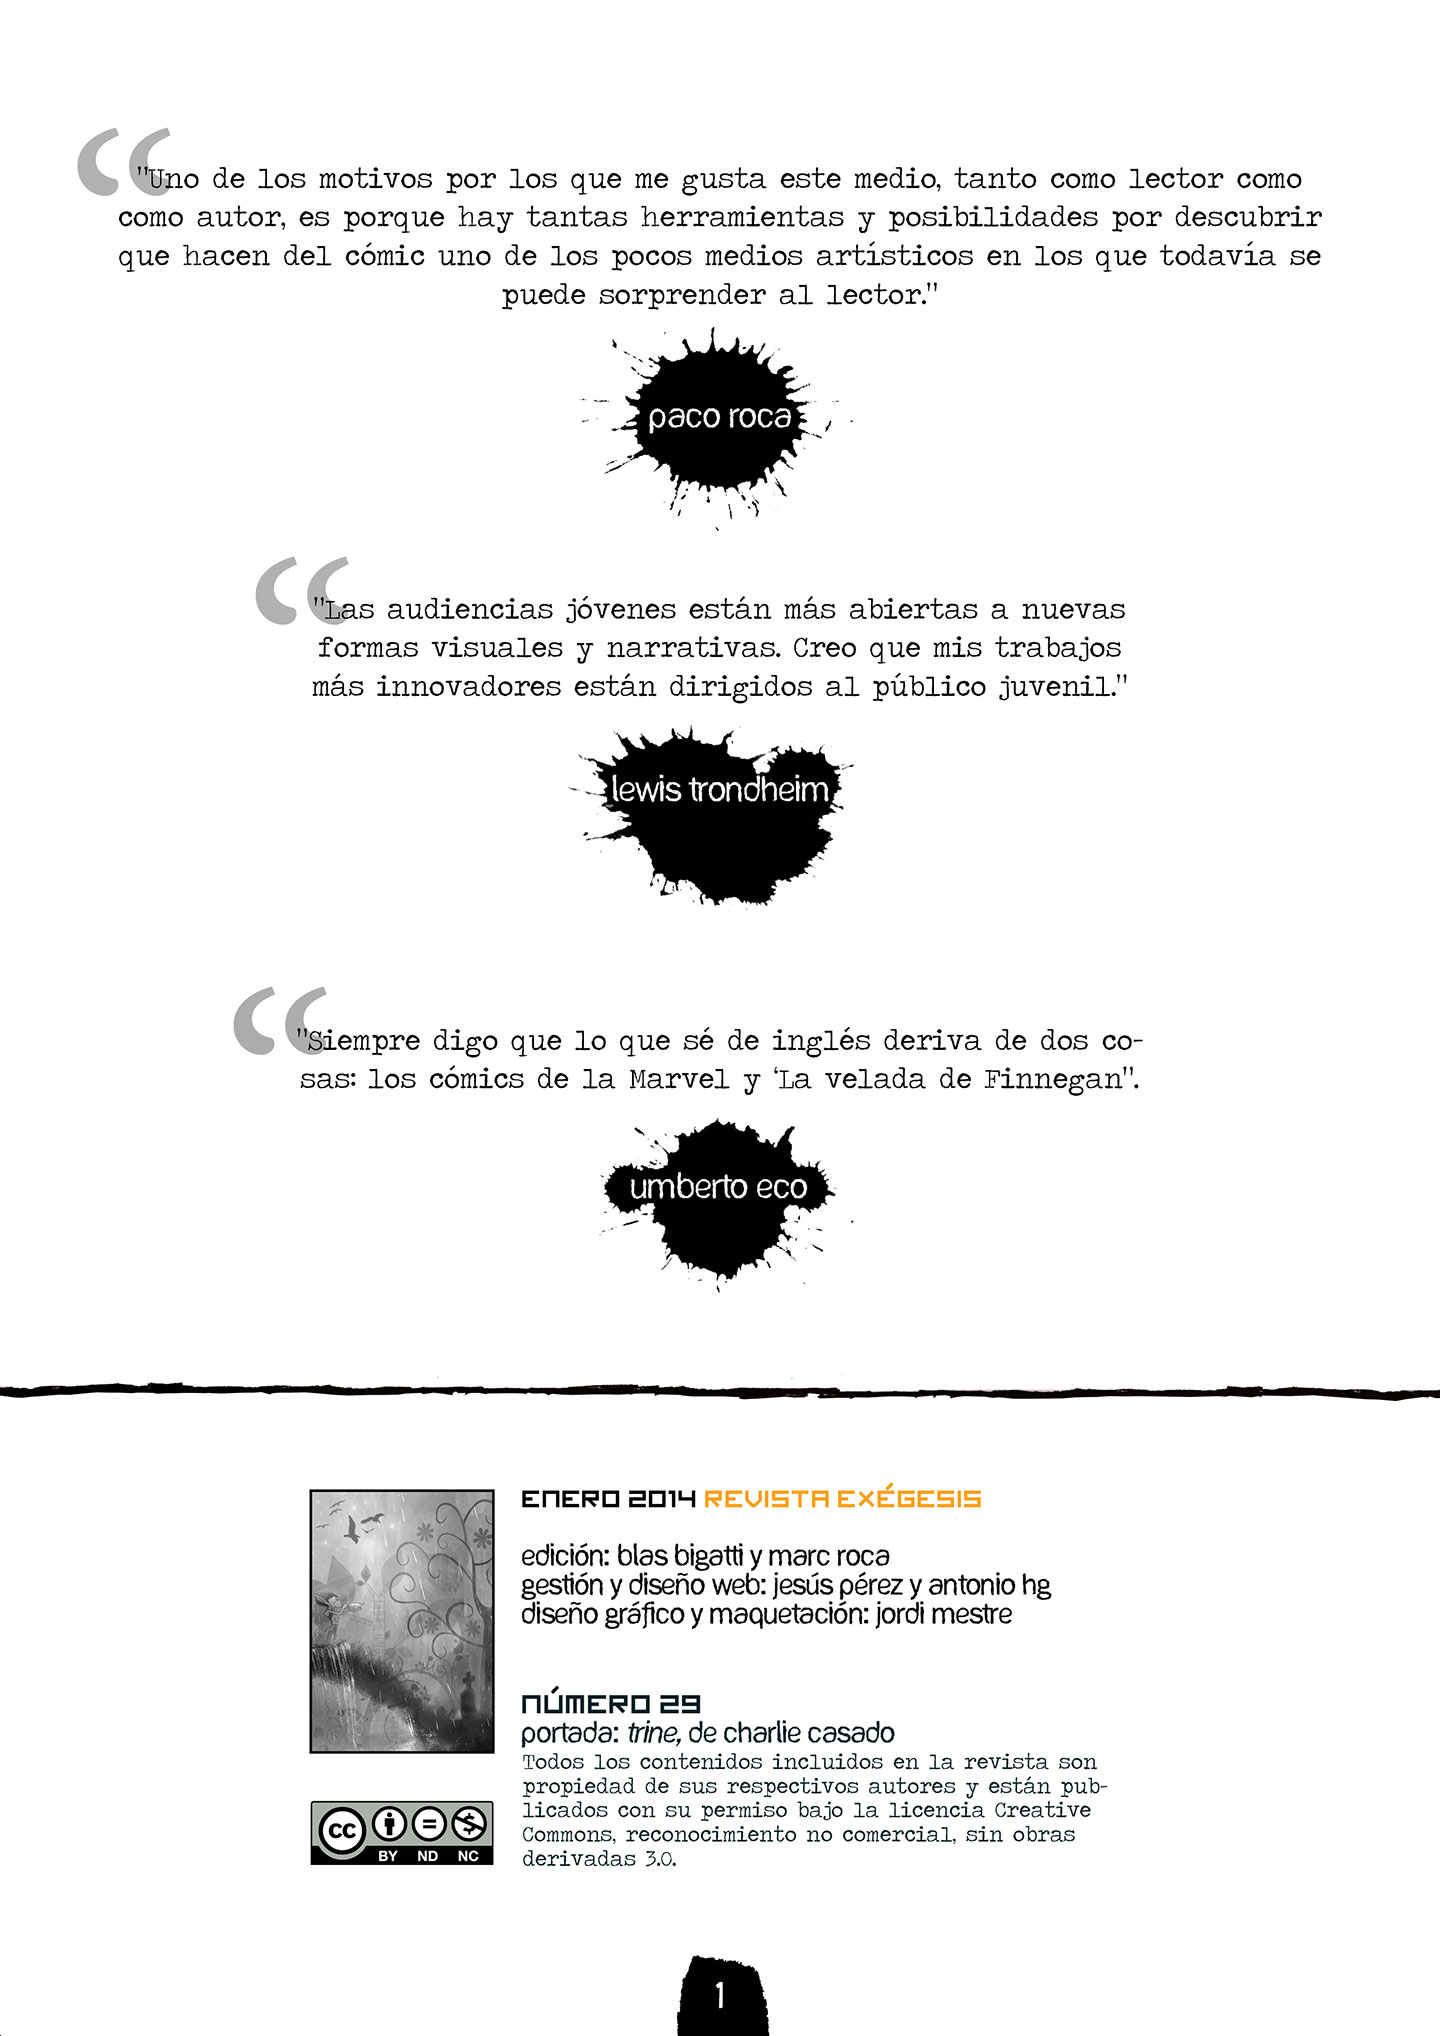 "Uno de los motivos por los que me gusta este medio, tanto como lector como
como autor, es porque hay tantas herramientas y posibilidades por descubrir
que hacen del cómic uno de los pocos medios artísticos en los que todavía se
puede sorprender al lector."
paco roca
"Las audiencias jóvenes están más abiertas a nuevas
formas visuales y narrativas. Creo que mis trabajos
más innovadores están dirigidos al público juvenil."
lewis trondheim
"Siempre digo que lo que sé de inglés deriva de dos co-
sas: los cómics de la Marvel y ‘La velada de Finnegan".
umberto eco
ENERO 2014 REVISTA EXÉGESIS
edición: blas bigatti y marc roca
gestión y diseño web: jesús pérez y antonio hg
diseño gráfico y maquetación: jordi mestre
NÚMERO 29
portada: trine, de charlie casado
Todos los contenidos incluidos en la revista son
propiedad de sus respectivos autores y están pub-
licados con su permiso bajo la licencia Creative
Commons, reconocimiento no comercial, sin obras
derivadas 3.0.
cc
BY ND NC
1